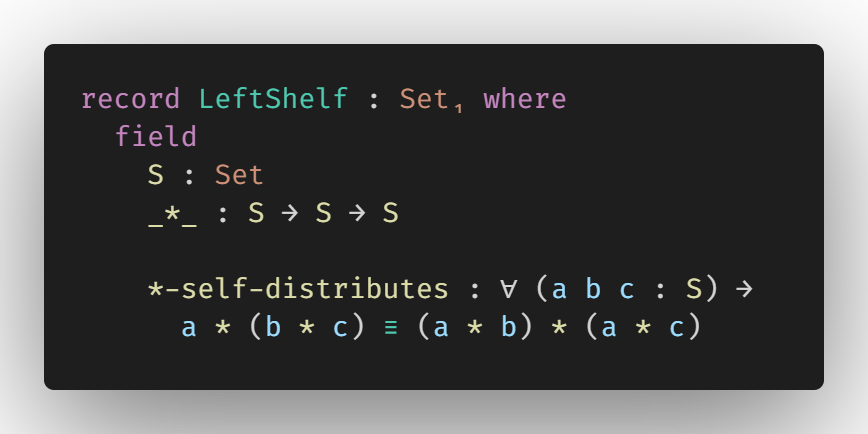 record LeftShelf : Set₁ where
  field
    S : Set
    _*_ : S → S → S

    *-self-distributes : ∀ (a b c : S) →
      a * (b * c) ≡ (a * b) * (a * c)